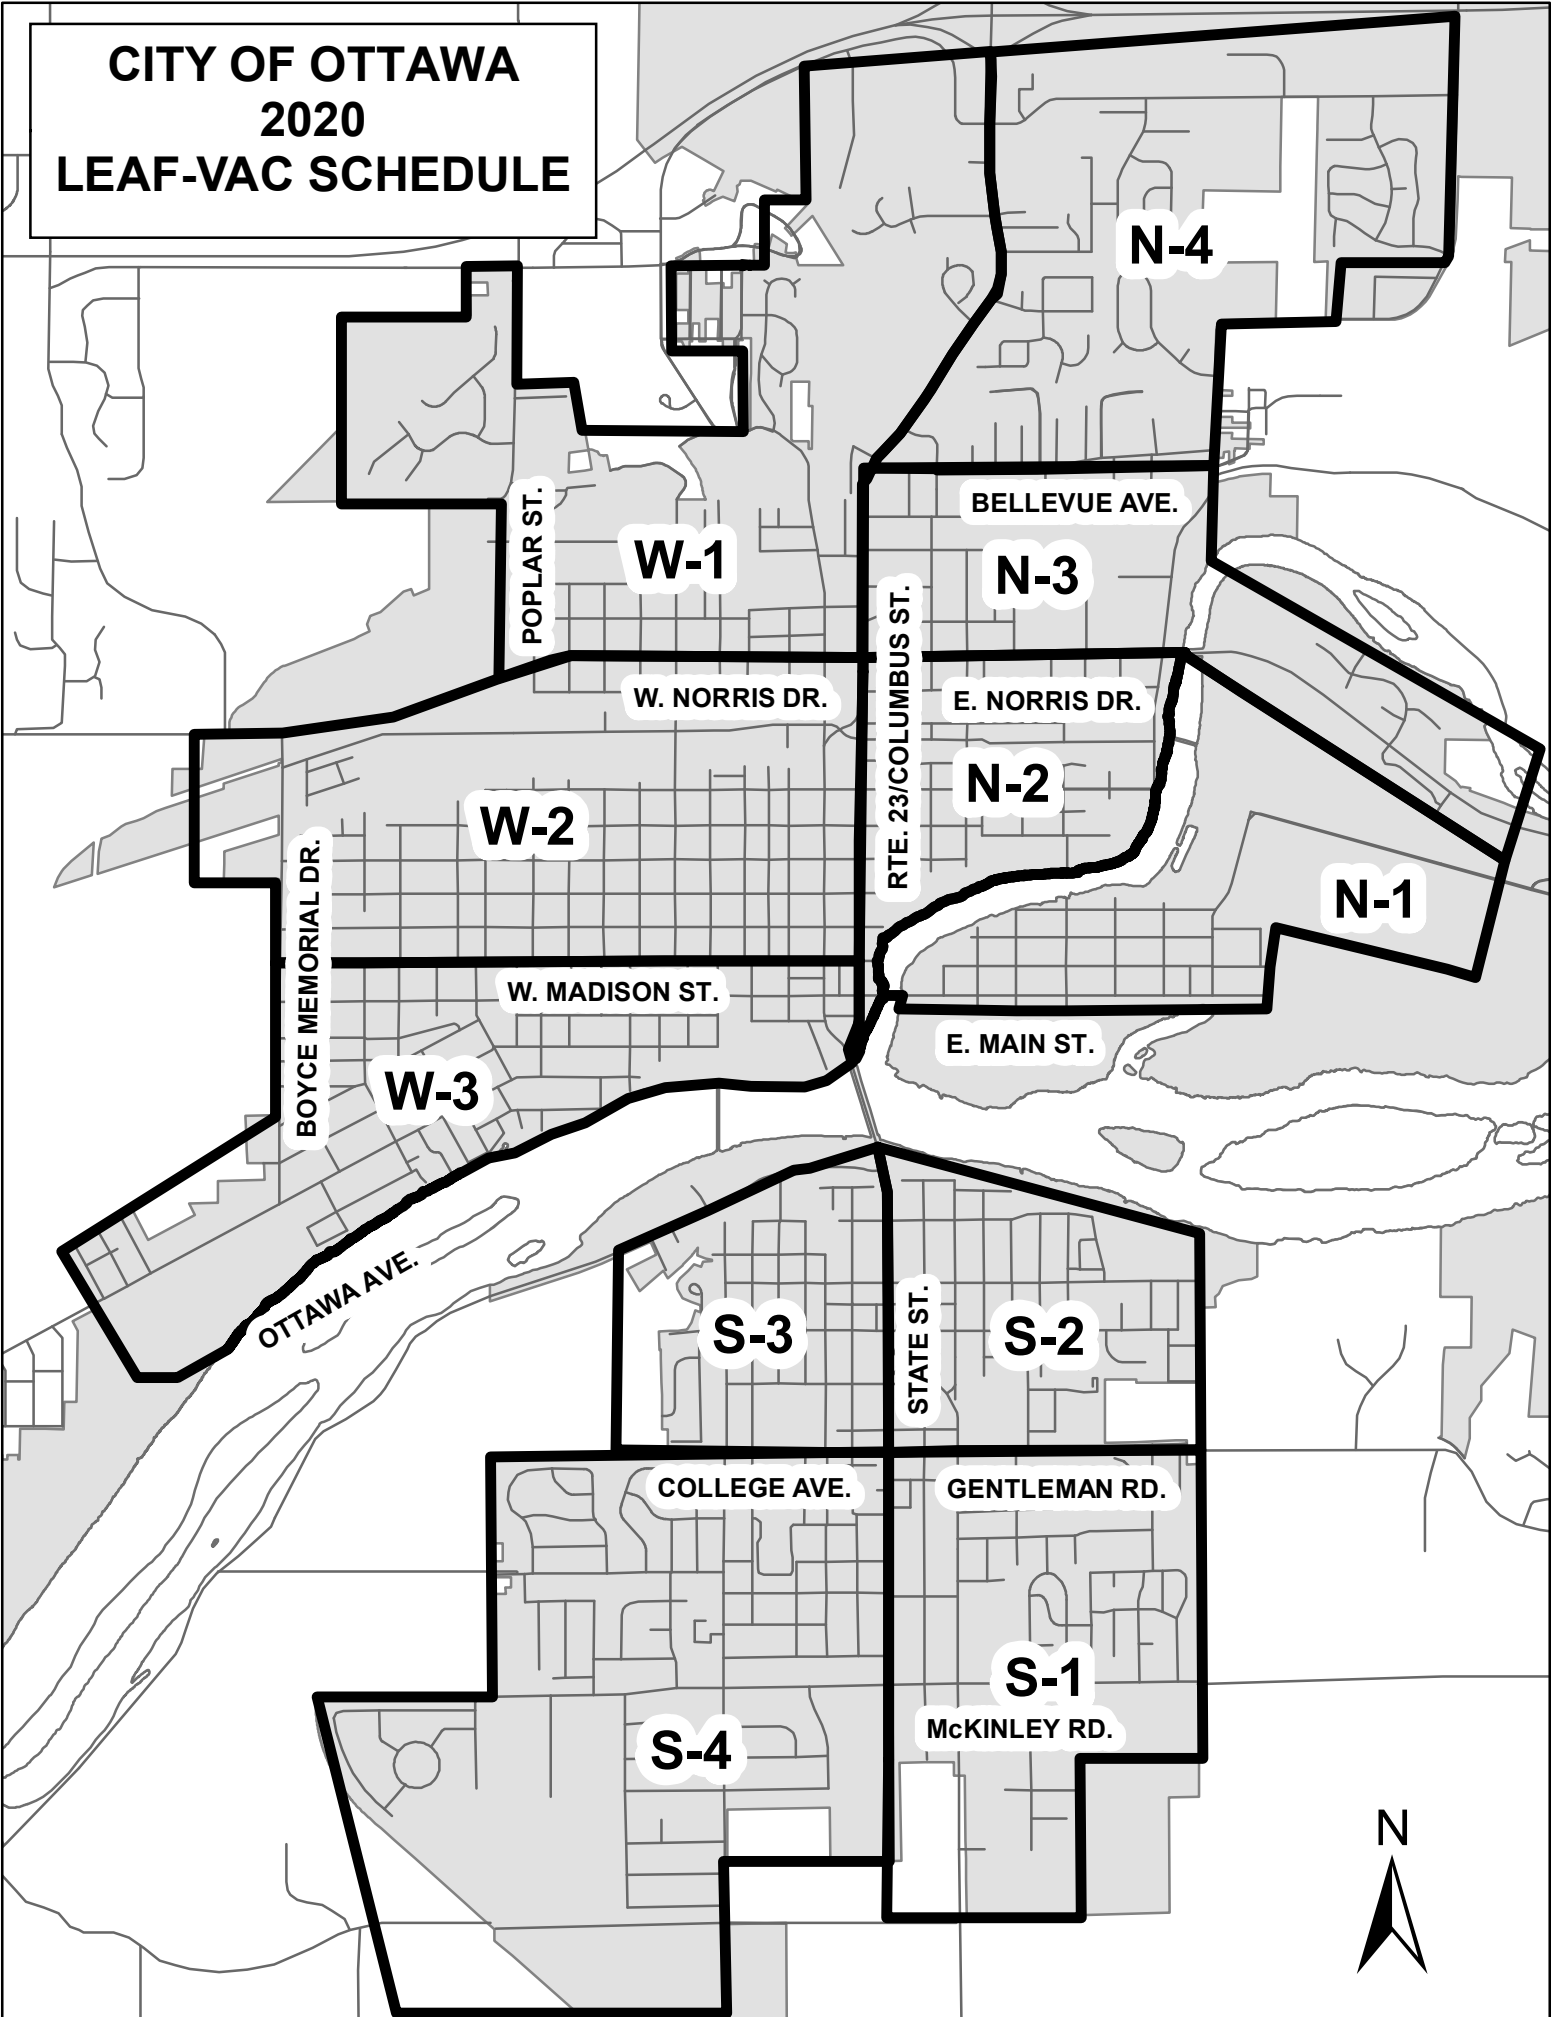 CITY OF OTTAWA
2020
LEAF-VAC SCHEDULE
N-4
BELLEVUE AVE.
POPLAR ST.
W-1
N-3
RTE. 23/COLUMBUS ST.
W. NORRIS DR.
E. NORRIS DR.
N-2
W-2
BOYCE MEMORIAL DR.
N-1
W. MADISON ST.
E. MAIN ST.
W-3
OTTAWA AVE.
S-3
STATE ST.
S-2
COLLEGE AVE.
GENTLEMAN RD.
S-1
McKINLEY RD.
S-4
N